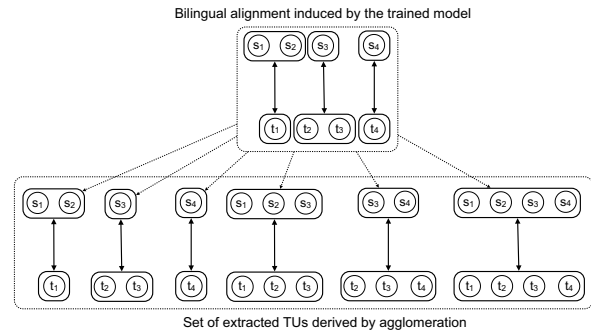 Bilingual alignment induced by the trained model
s1 s2 s3 s4
t1 t2 t3 t4
s1 s2 s3 s4 s1 s2 s3 s3 s4 s1 s2 s3 s4
t1 t2 t3 t4 t1 t2 t3 t2 t3 t4 t1 t2 t3 t4
Set of extracted TUs derived by agglomeration